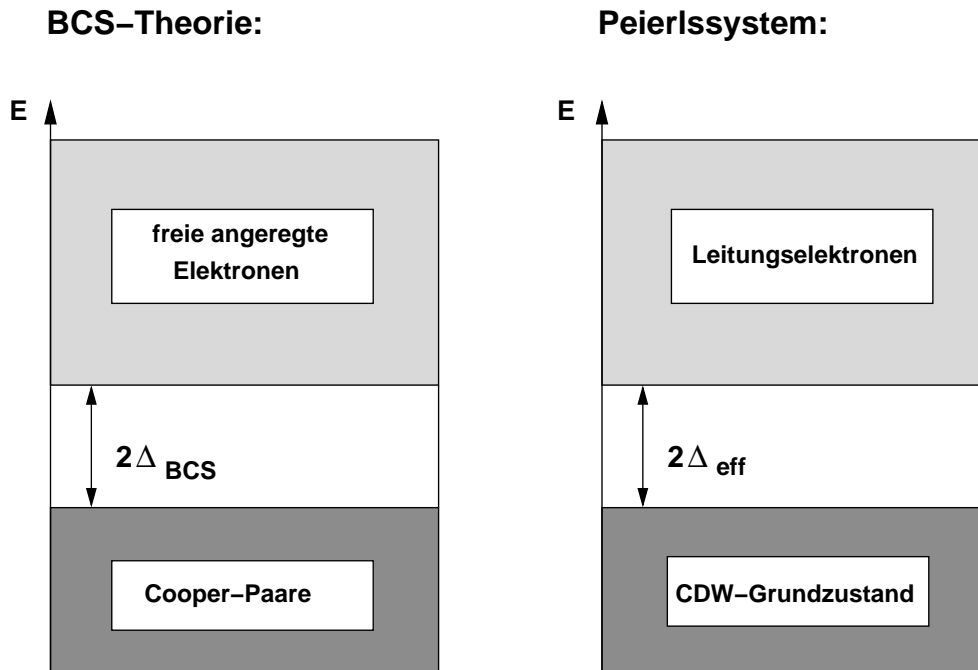 BCS–Theorie:
E
freie angeregte
Elektronen
2Δ BCS
Cooper–Paare
Peierlssystem:
E
Leitungselektronen
2Δ eff
CDW–Grundzustand